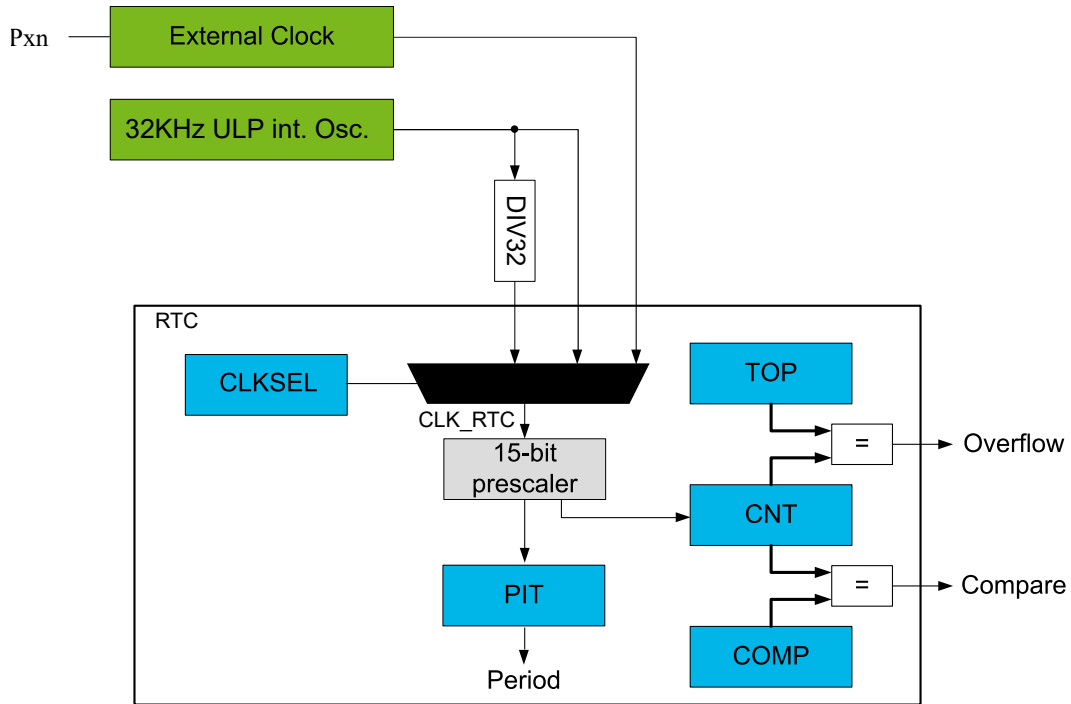 Pxn
External Clock
32KHz ULP int. Osc.
DIV32
RTC
CLKSEL
TOP
CLK_RTC
=
Overflow
15-bit
prescaler
CNT
PIT
=
Compare
COMP
Period